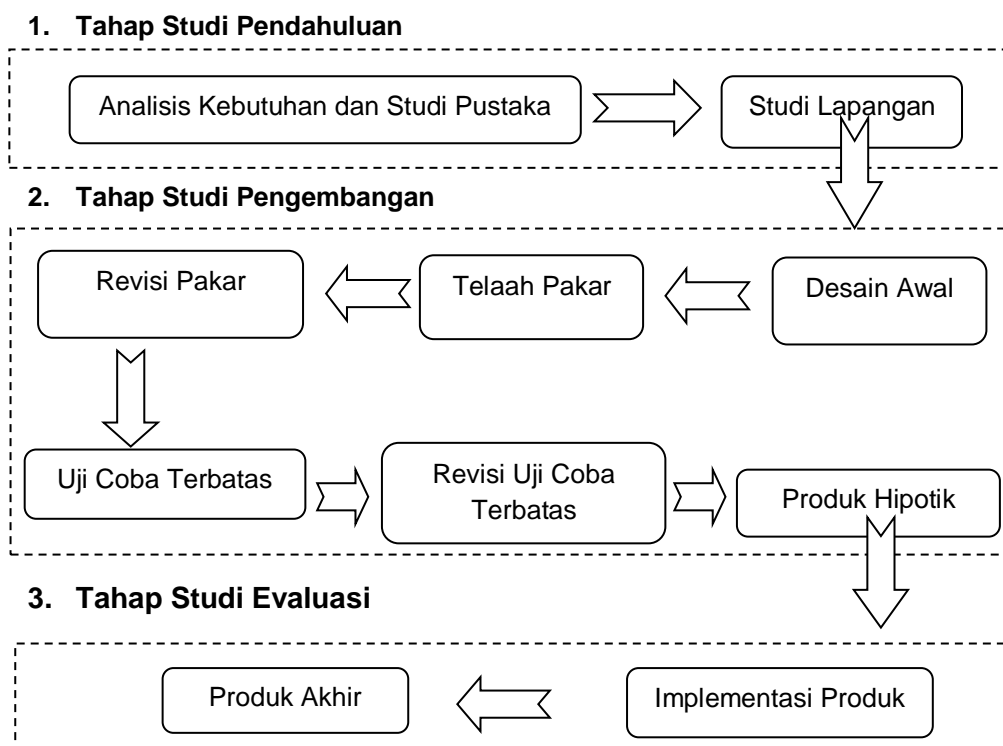 1. Tahap Studi Pendahuluan
Analisis Kebutuhan dan Studi Pustaka
Studi Lapangan
2. Tahap Studi Pengembangan
Revisi Pakar
Telaah Pakar
Desain Awal
Uji Coba Terbatas
Revisi Uji Coba
Terbatas
Produk Hipotik
3. Tahap Studi Evaluasi
Produk Akhir
Implementasi Produk